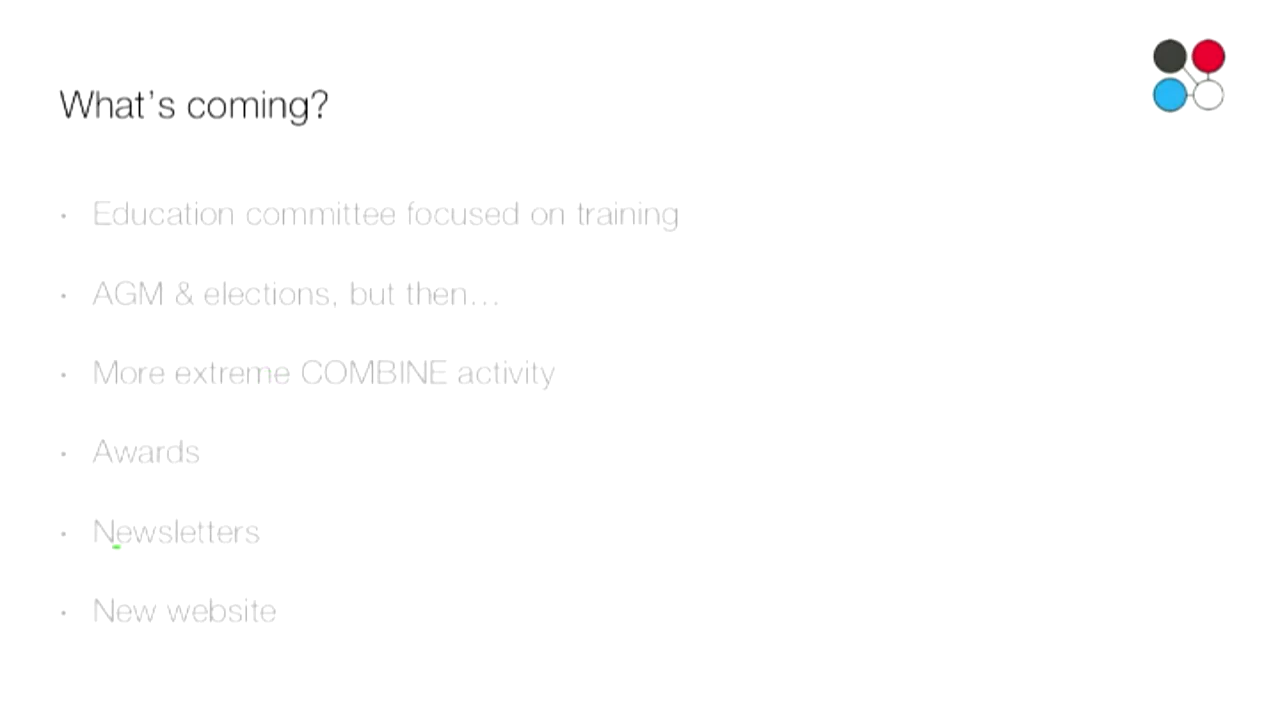 What's coming?
• Education committee focused on training
• AGM & elections, but then...
• More extreme COMBINE activity
• Awards
• Newsletters
• New website